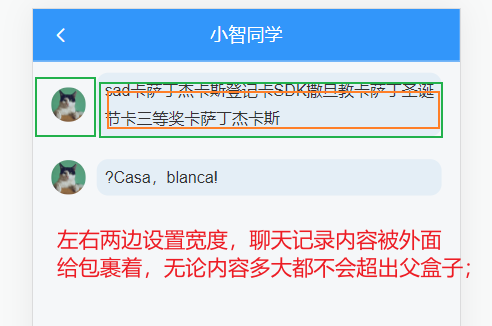 小智同学
sad卡萨丁杰卡斯登记卡SDK撒旦教卡萨丁圣诞
节卡三等奖卡萨丁杰卡斯
?Casa，blanca!
左右两边设置宽度，聊天记录内容被外面
给包裹着，无论内容多大都不会超出父盒子；